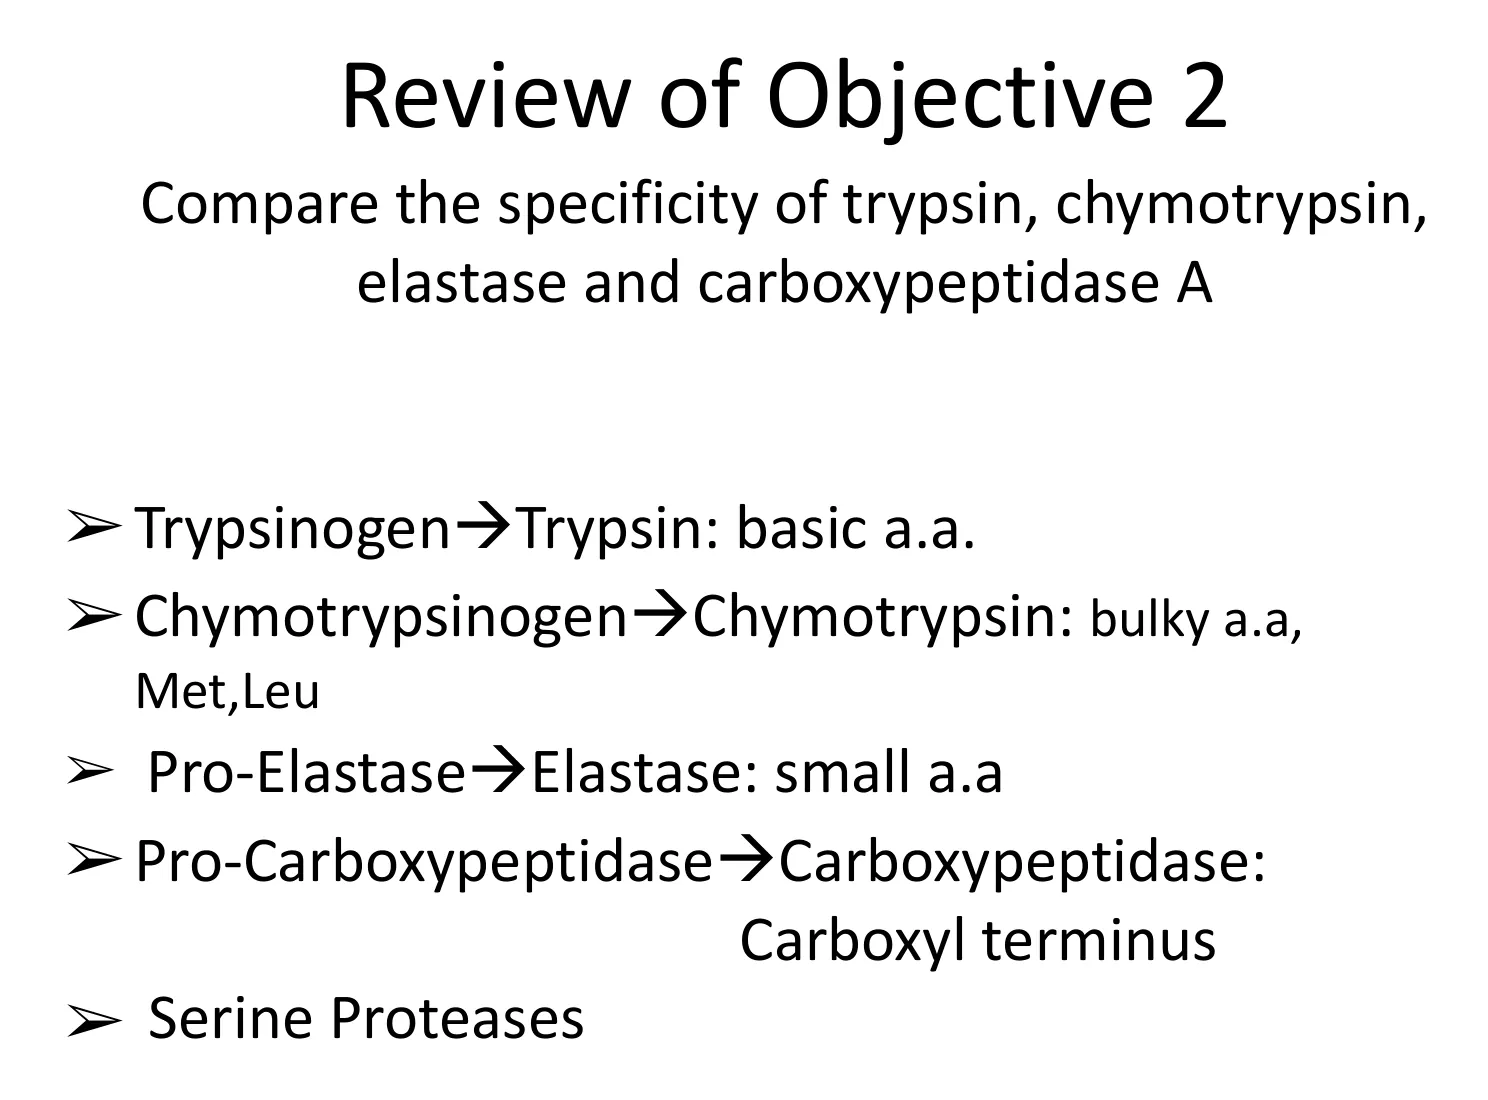 Review of Objective 2
Compare the specificity of trypsin, chymotrypsin,
elastase and carboxypeptidase A
➢ Trypsinogen→Trypsin: basic a.a.
➢ Chymotrypsinogen→Chymotrypsin: bulky a.a,
Met,Leu
➢ Pro-Elastase→Elastase: small a.a
➢ Pro-Carboxypeptidase→Carboxypeptidase:
Carboxyl terminus
➢ Serine Proteases